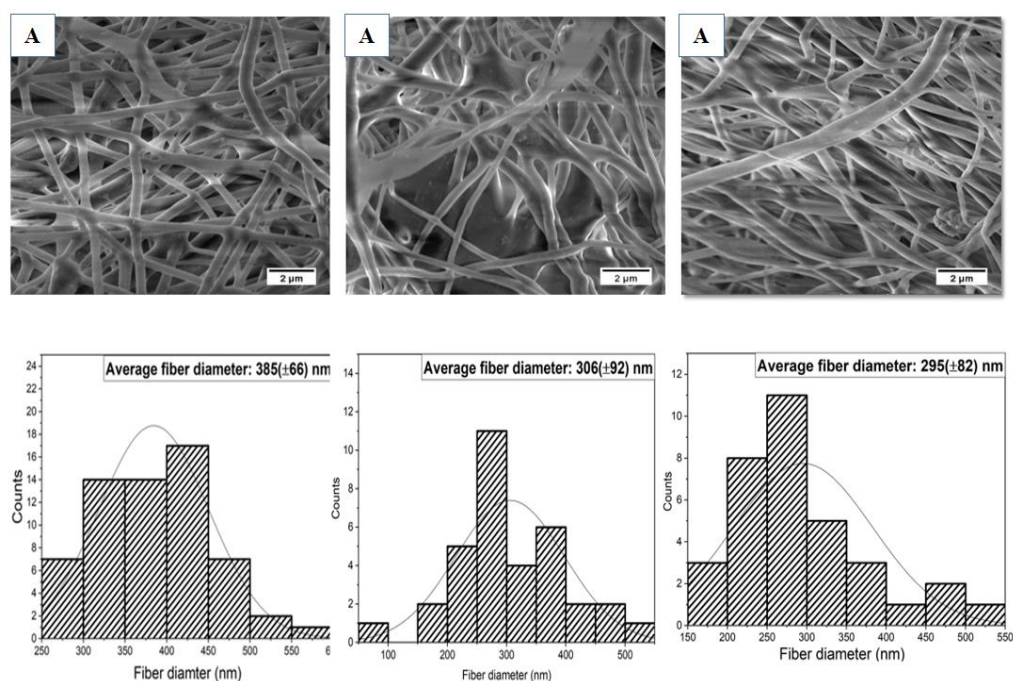 A
A
A
2 µm
2 µm
2 µm
Average fiber diameter: 385(±66) nm
24
22
20
18
16
14
12
10
8
6
4
2
0
Counts
250 300 350 400 450 500 550
Fiber diamter (nm)
Average fiber diameter: 306(±92) nm
14
12
10
8
6
4
2
0
Counts
100 200 300 400 500
Fiber diameter (nm)
Average fiber diameter: 295(±82) nm
12
10
8
6
4
2
0
Counts
150 200 250 300 350 400 450 500 550
Fiber diameter (nm)